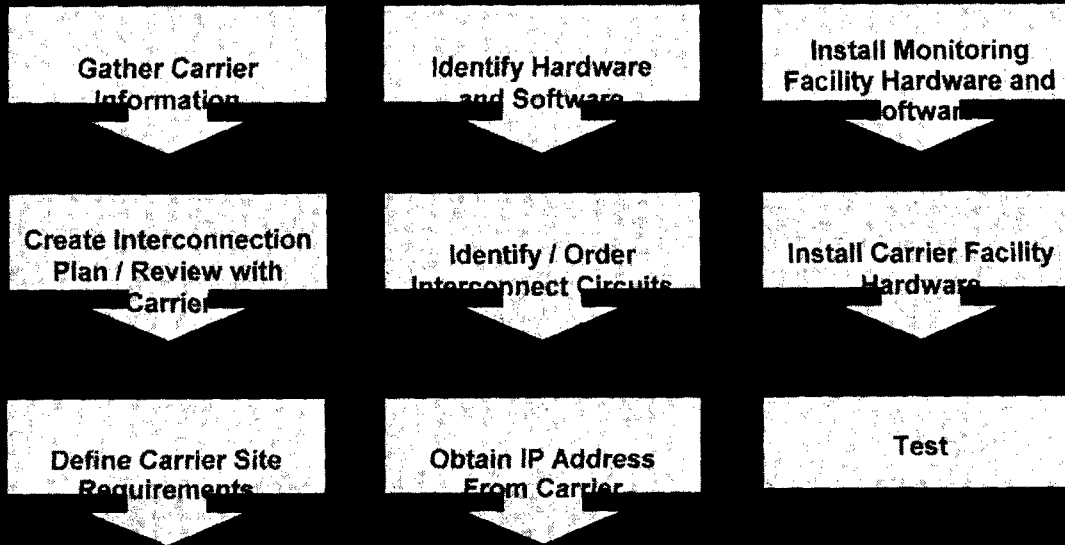 Gather Carrier
Information
Create Interconnection
Plan / Review with
Carrier
Define Carrier Site
Requirements
Identify Hardware
and Software
Identify / Order
Interconnect Circuits
Obtain IP Address
From Carrier
Install Monitoring
Facility Hardware and
oftwar
Install Carrier Facility
Hardware
Test